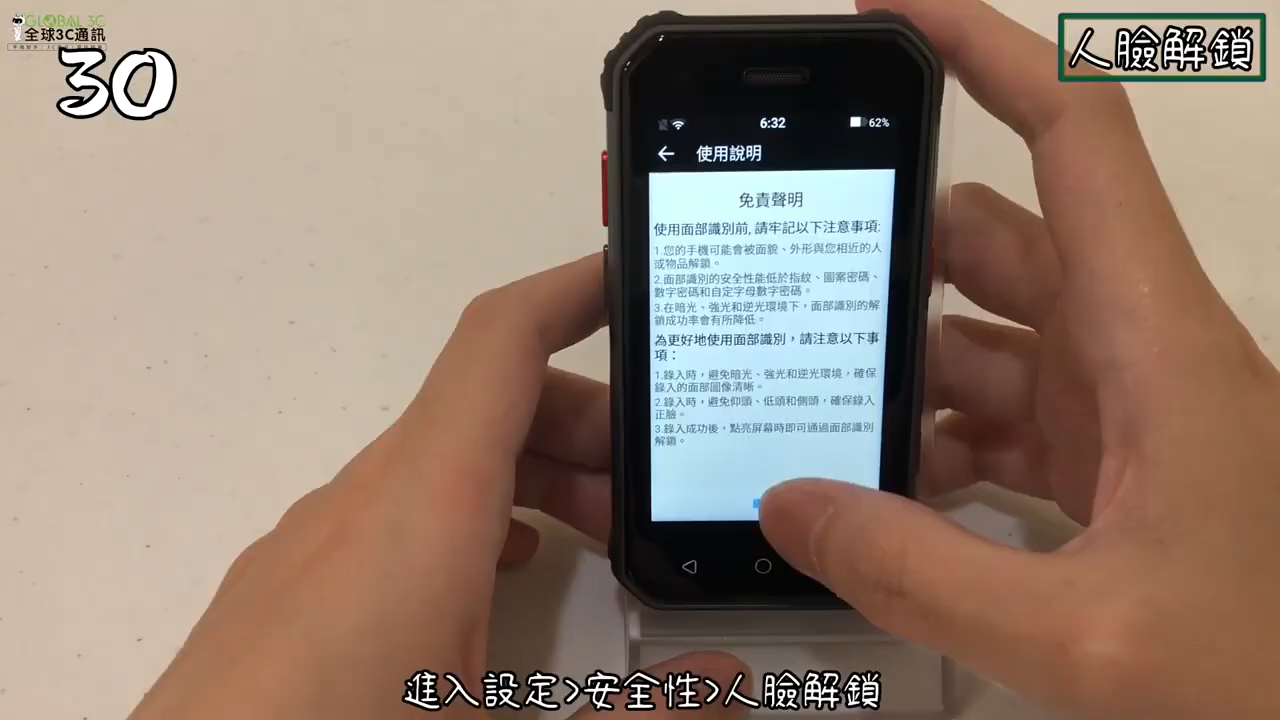 GLOBAL 3C
全球3C通訊
30
人臉解鎖
6:32
62%
使用說明
免責聲明
使用面部識別前, 請牢記以下注意事項:
1.您的手機可能會被面貌、外形與您相近的人
或物品解鎖。
2.面部識別的安全性能低於指紋、圖案密碼、
數字密碼和自定字母數字密碼。
3.在暗光、強光和逆光環境下，面部識別的解
鎖成功率會有所降低。
為更好地使用面部識別，請注意以下事
項：
1.錄入時，避免暗光、強光和逆光環境，確保
錄入的面部圖像清晰。
2.錄入時，避免仰頭、低頭和側頭，確保錄入
正臉。
3.錄入成功後，點亮屏幕時即可通過面部識別
解鎖。
進入設定>安全性>人臉解鎖